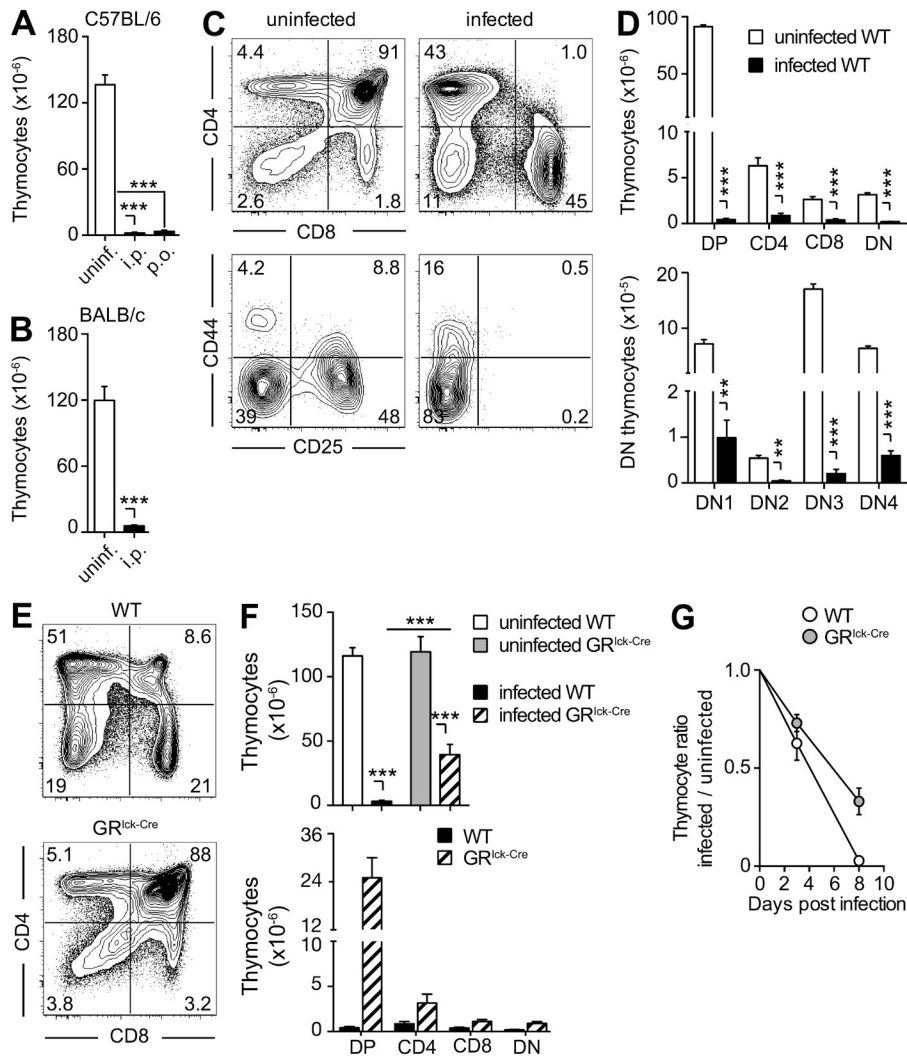 A
C57BL/6
180
120
60
0
Thymocytes (x10-6)
***
***
uninf.
i.p.
p.o.
B
BALB/c
180
120
60
0
Thymocytes (x10-6)
***
uninf.
i.p.
C
uninfected
infected
4.4
91
2.6
1.8
43
1.0
11
45
CD4
CD8
4.2
8.8
39
48
16
0.5
83
0.2
CD44
CD25
D
100
80
60
10
5
0
Thymocytes (x10-6)
uninfected WT
infected WT
***
***
***
***
DP
CD4
CD8
DN
20
10
2
1
0
DN thymocytes (x10-5)
**
**
***
***
DN1
DN2
DN3
DN4
E
WT
51
8.6
19
21
GRlck-Cre
5.1
88
3.8
3.2
CD4
CD8
F
150
100
50
0
Thymocytes
(x10-6)
***
***
***
uninfected WT
uninfected GRlck-Cre
infected WT
infected GRlck-Cre
36
24
12
10
5
0
Thymocytes
(x10-6)
WT
GRlck-Cre
DP
CD4
CD8
DN
G
WT
GRlck-Cre
1.0
0.5
0
Thymocyte ratio
infected / uninfected
0 2 4 6 8 10
Days post infection